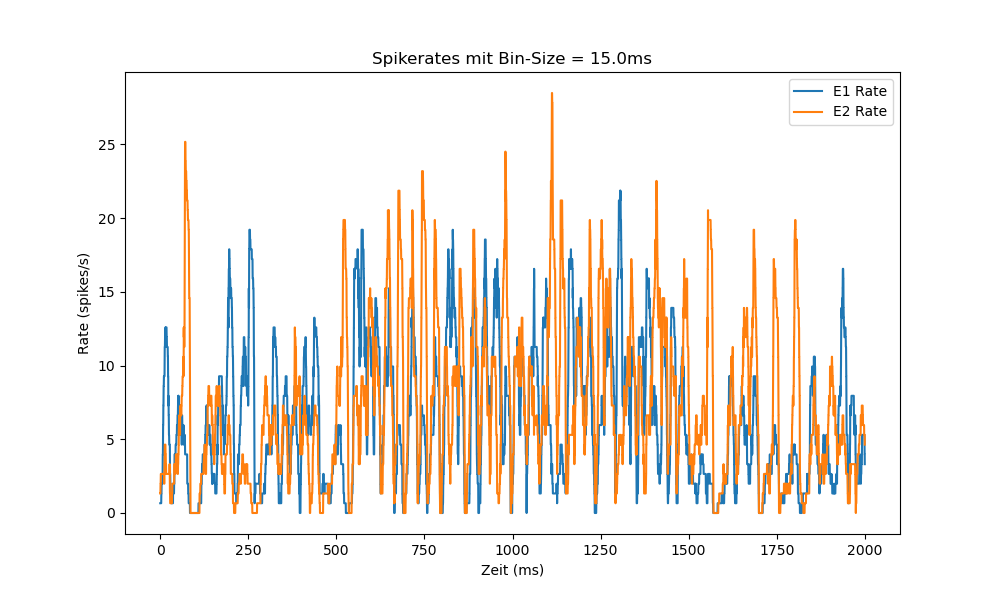 Spikerates mit Bin-Size = 15.0ms
E1 Rate
E2 Rate
Rate (spikes/s)
25
20
15
10
5
0
0 250 500 750 1000 1250 1500 1750 2000
Zeit (ms)